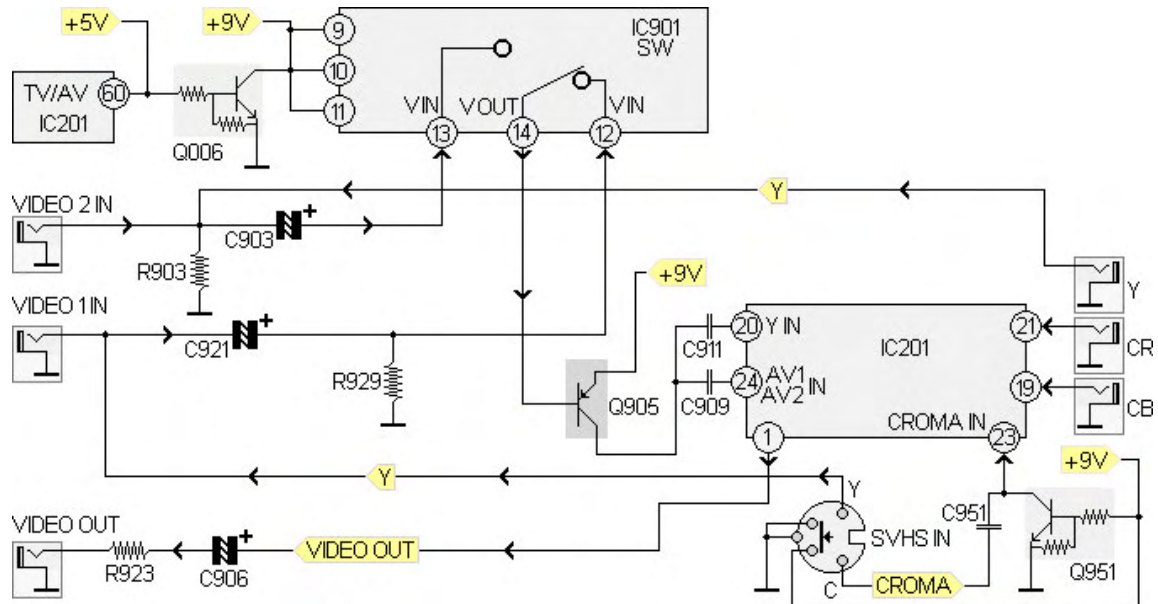 +5V
+9V
9
10
11
IC901
SW
TV/AV
IC201
60
VIN
VOUT
VIN
13
14
12
Q006
VIDEO 2 IN
Y
C903
+
R903
+9V
Y
VIDEO 1 IN
+
C921
R929
Q905
C911
20
Y IN
IC201
21
CR
C909
24
AV1
AV2
IN
19
CB
CROMA IN
1
23
+9V
Y
Y
C951
VIDEO OUT
+
VIDEO OUT
SVHS IN
R923
C906
C
CROMA
Q951